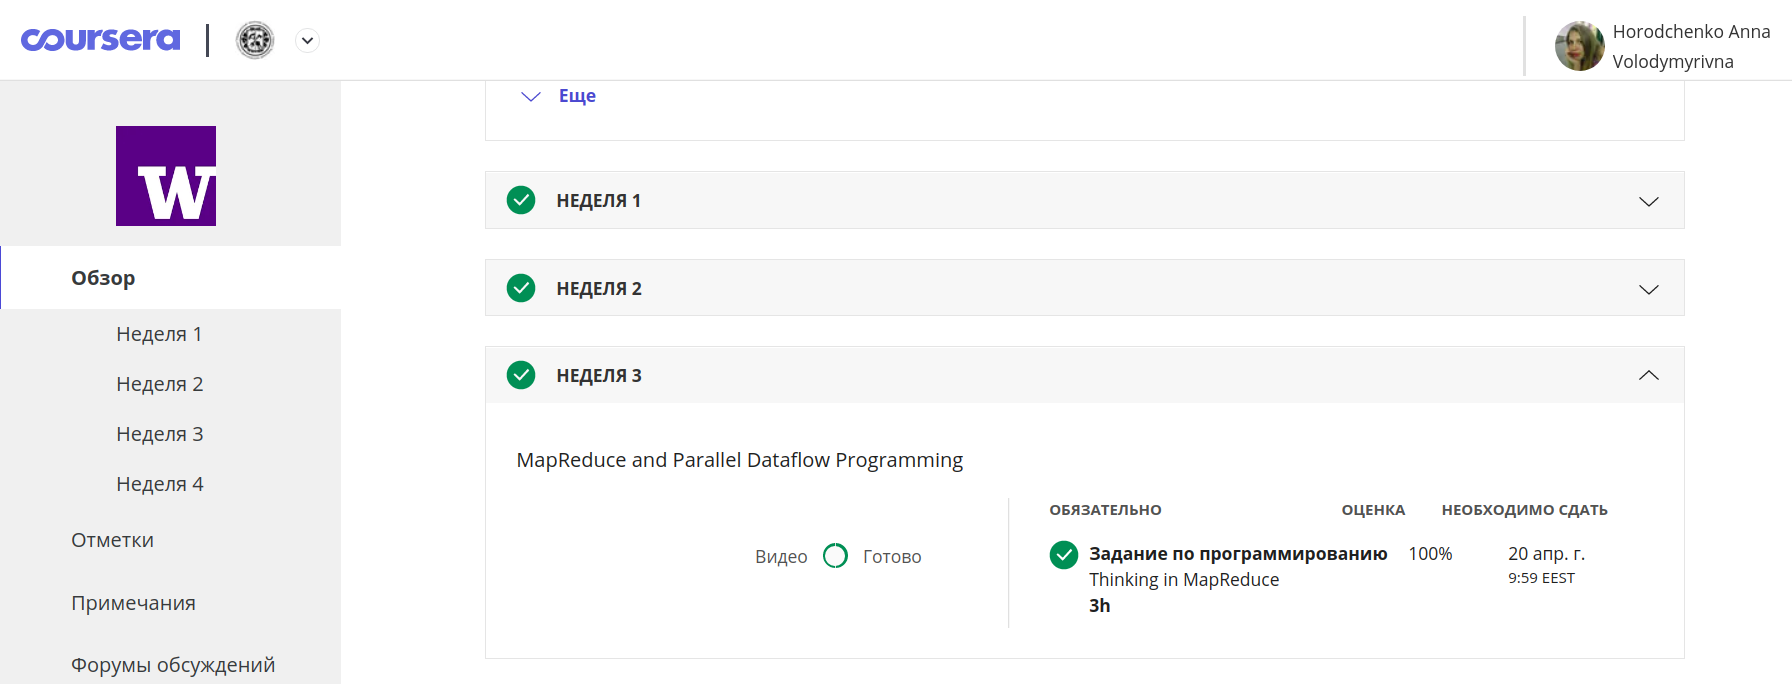 coursera
Horodchenko Anna
Volodymyrivna
Еще
W
НЕДЕЛЯ 1
НЕДЕЛЯ 2
НЕДЕЛЯ 3
Обзор
Неделя 1
Неделя 2
Неделя 3
Неделя 4
Отметки
Примечания
Форумы обсуждений
MapReduce and Parallel Dataflow Programming
Видео Готово
ОБЯЗАТЕЛЬНО ОЦЕНКА НЕОБХОДИМО СДАТЬ
Задание по программированию 100% 20 апр. г.
Thinking in MapReduce 9:59 EEST
3h